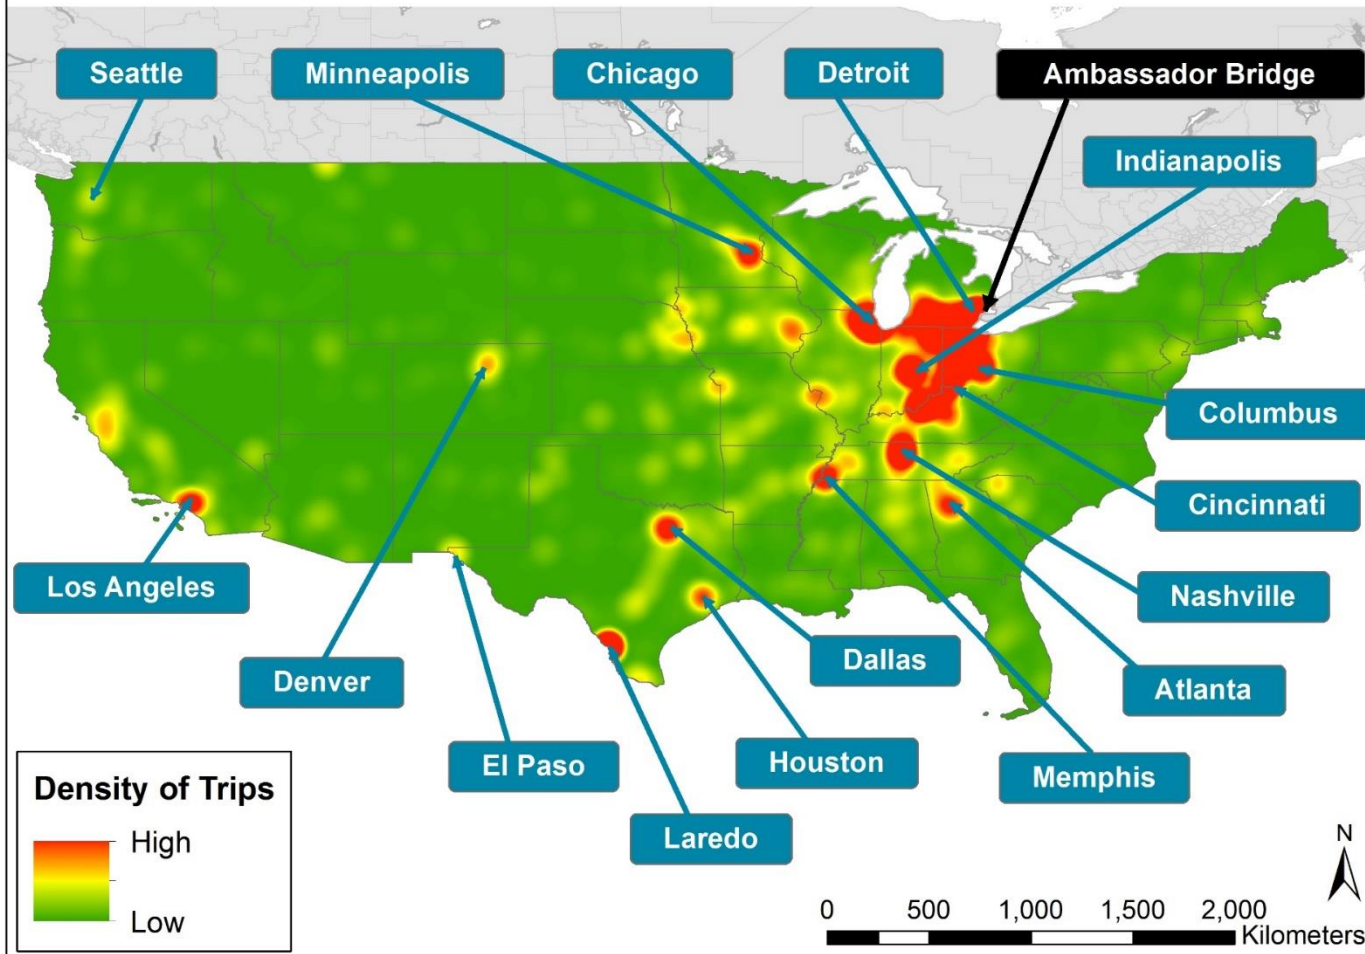 Seattle
Minneapolis
Chicago
Detroit
Ambassador Bridge
Indianapolis
Columbus
Cincinnati
Los Angeles
Nashville
Dallas
Denver
Atlanta
El Paso
Houston
Memphis
Laredo
Density of Trips
High
Low
N
0 500 1,000 1,500 2,000
Kilometers